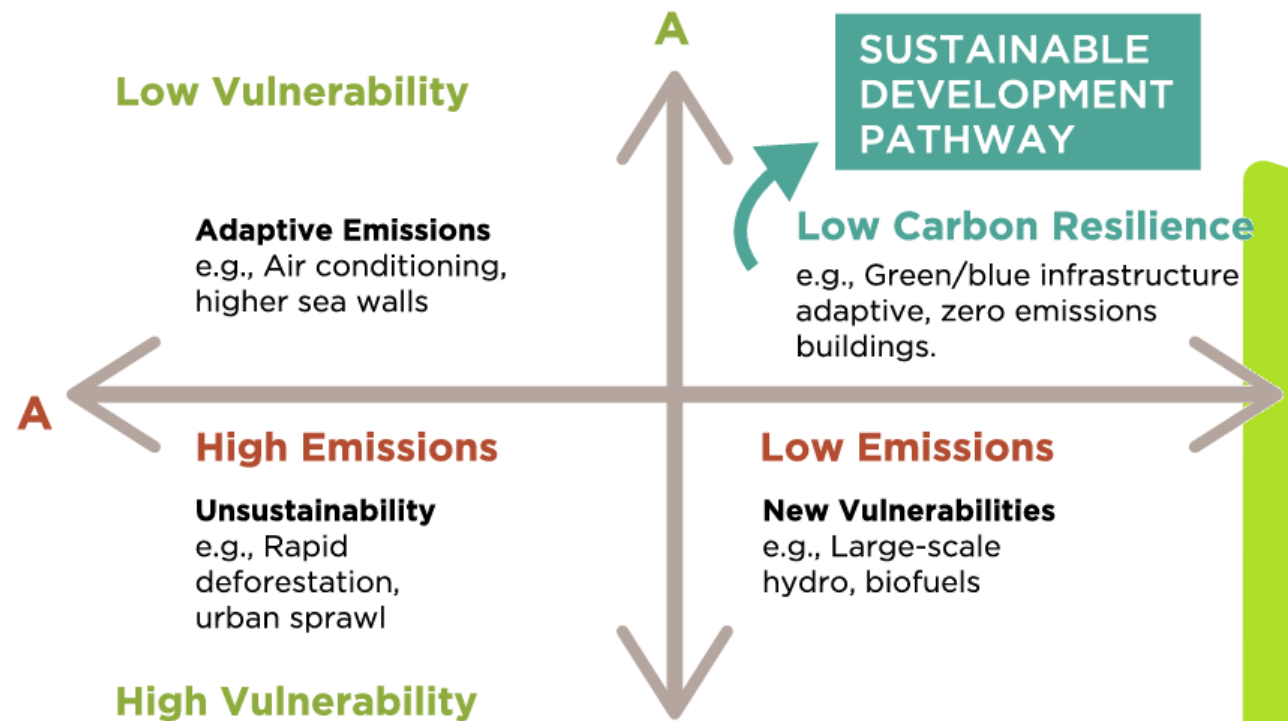 A
SUSTAINABLE
DEVELOPMENT
PATHWAY
Low Vulnerability
Adaptive Emissions
e.g., Air conditioning,
higher sea walls
Low Carbon Resilience
e.g., Green/blue infrastructure
adaptive, zero emissions
buildings.
A
High Emissions
Low Emissions
Unsustainability
e.g., Rapid
deforestation,
urban sprawl
New Vulnerabilities
e.g., Large-scale
hydro, biofuels
High Vulnerability